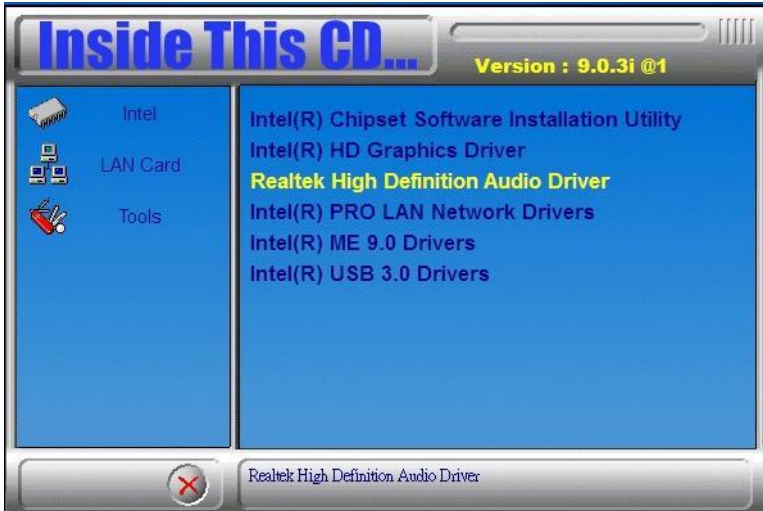 Inside This CD...
Version : 9.0.3i @1
Intel
LAN Card
Tools
Intel(R) Chipset Software Installation Utility
Intel(R) HD Graphics Driver
Realtek High Definition Audio Driver
Intel(R) PRO LAN Network Drivers
Intel(R) ME 9.0 Drivers
Intel(R) USB 3.0 Drivers
Realtek High Definition Audio Driver